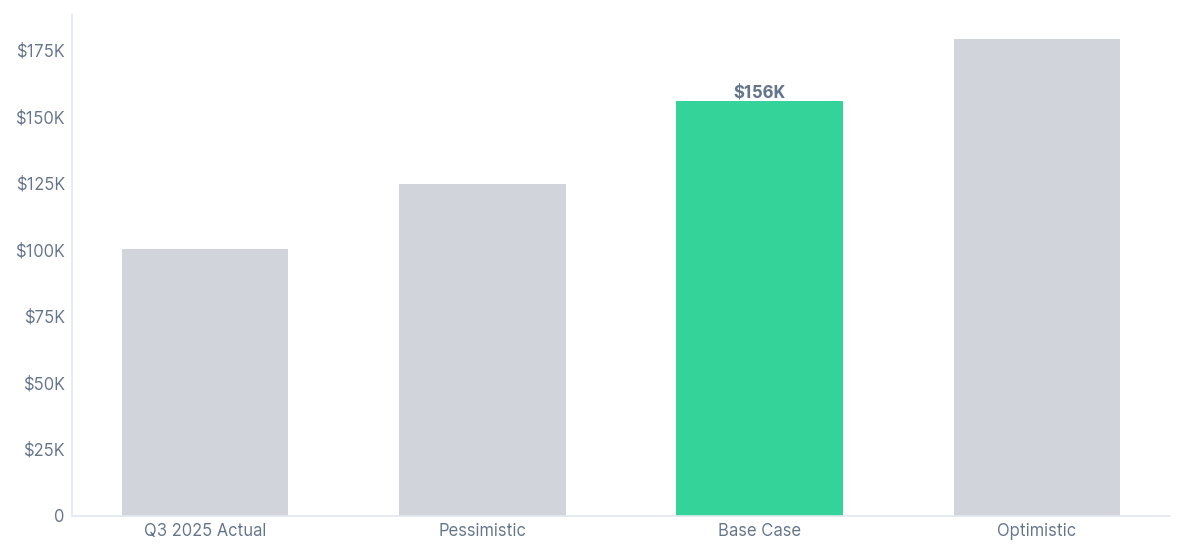 $175K
$150K
$125K
$100K
$75K
$50K
$25K
0
$156K
Q3 2025 Actual
Pessimistic
Base Case
Optimistic